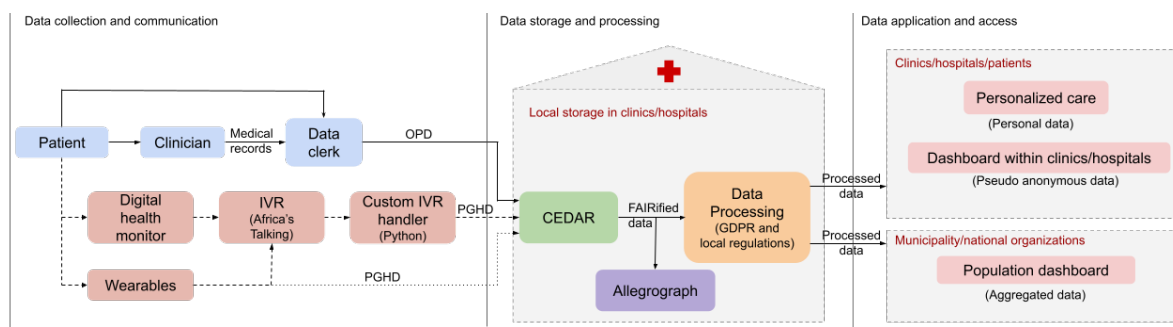 Data collection and communication
Data storage and processing
Data application and access
Clinics/hospitals/patients
Personalized care
(Personal data)
Dashboard within clinics/hospitals
(Pseudo anonymous data)
Local storage in clinics/hospitals
Patient
Clinician
Medical
records
Data
clerk
OPD
Digital
health
monitor
IVR
(Africa's
Talking)
Custom IVR
handler
(Python)
PGHD
Wearables
PGHD
CEDAR
FAIRified
data
Data
Processing
(GDPR and
local regulations)
Allegrograph
Processed
data
Processed
data
Municipality/national organizations
Population dashboard
(Aggregated data)